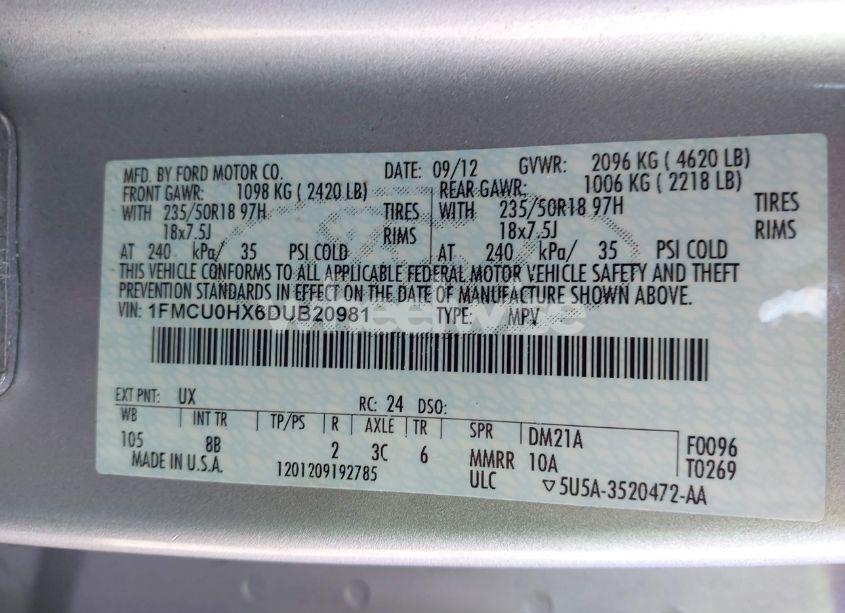 MFD. BY FORD MOTOR CO. DATE: 09/12 GVWR: 2096 KG ( 4620 LB)
FRONT GAWR: 1098 KG ( 2420 LB) REAR GAWR: 1006 KG ( 2218 LB)
WITH 235/50R18 97H TIRES WITH 235/50R18 97H TIRES
18x7.5J RIMS 18x7.5J RIMS
AT 240 kPa/ 35 PSI COLD AT 240 kPa/ 35 PSI COLD
THIS VEHICLE CONFORMS TO ALL APPLICABLE FEDERAL MOTOR VEHICLE SAFETY AND THEFT
PREVENTION STANDARDS IN EFFECT ON THE DATE OF MANUFACTURE SHOWN ABOVE.
VIN: 1FMCU0HX6DUB20981 TYPE: MPV
EXT PNT: UX RC: 24 DSO:
WB INT TR TP/PS R AXLE TR SPR DM21A F0096
105 8B 2 3C 6 MMRR 10A T0269
MADE IN U.S.A. 1201209192785 ULC ▽5U5A-3520472-AA